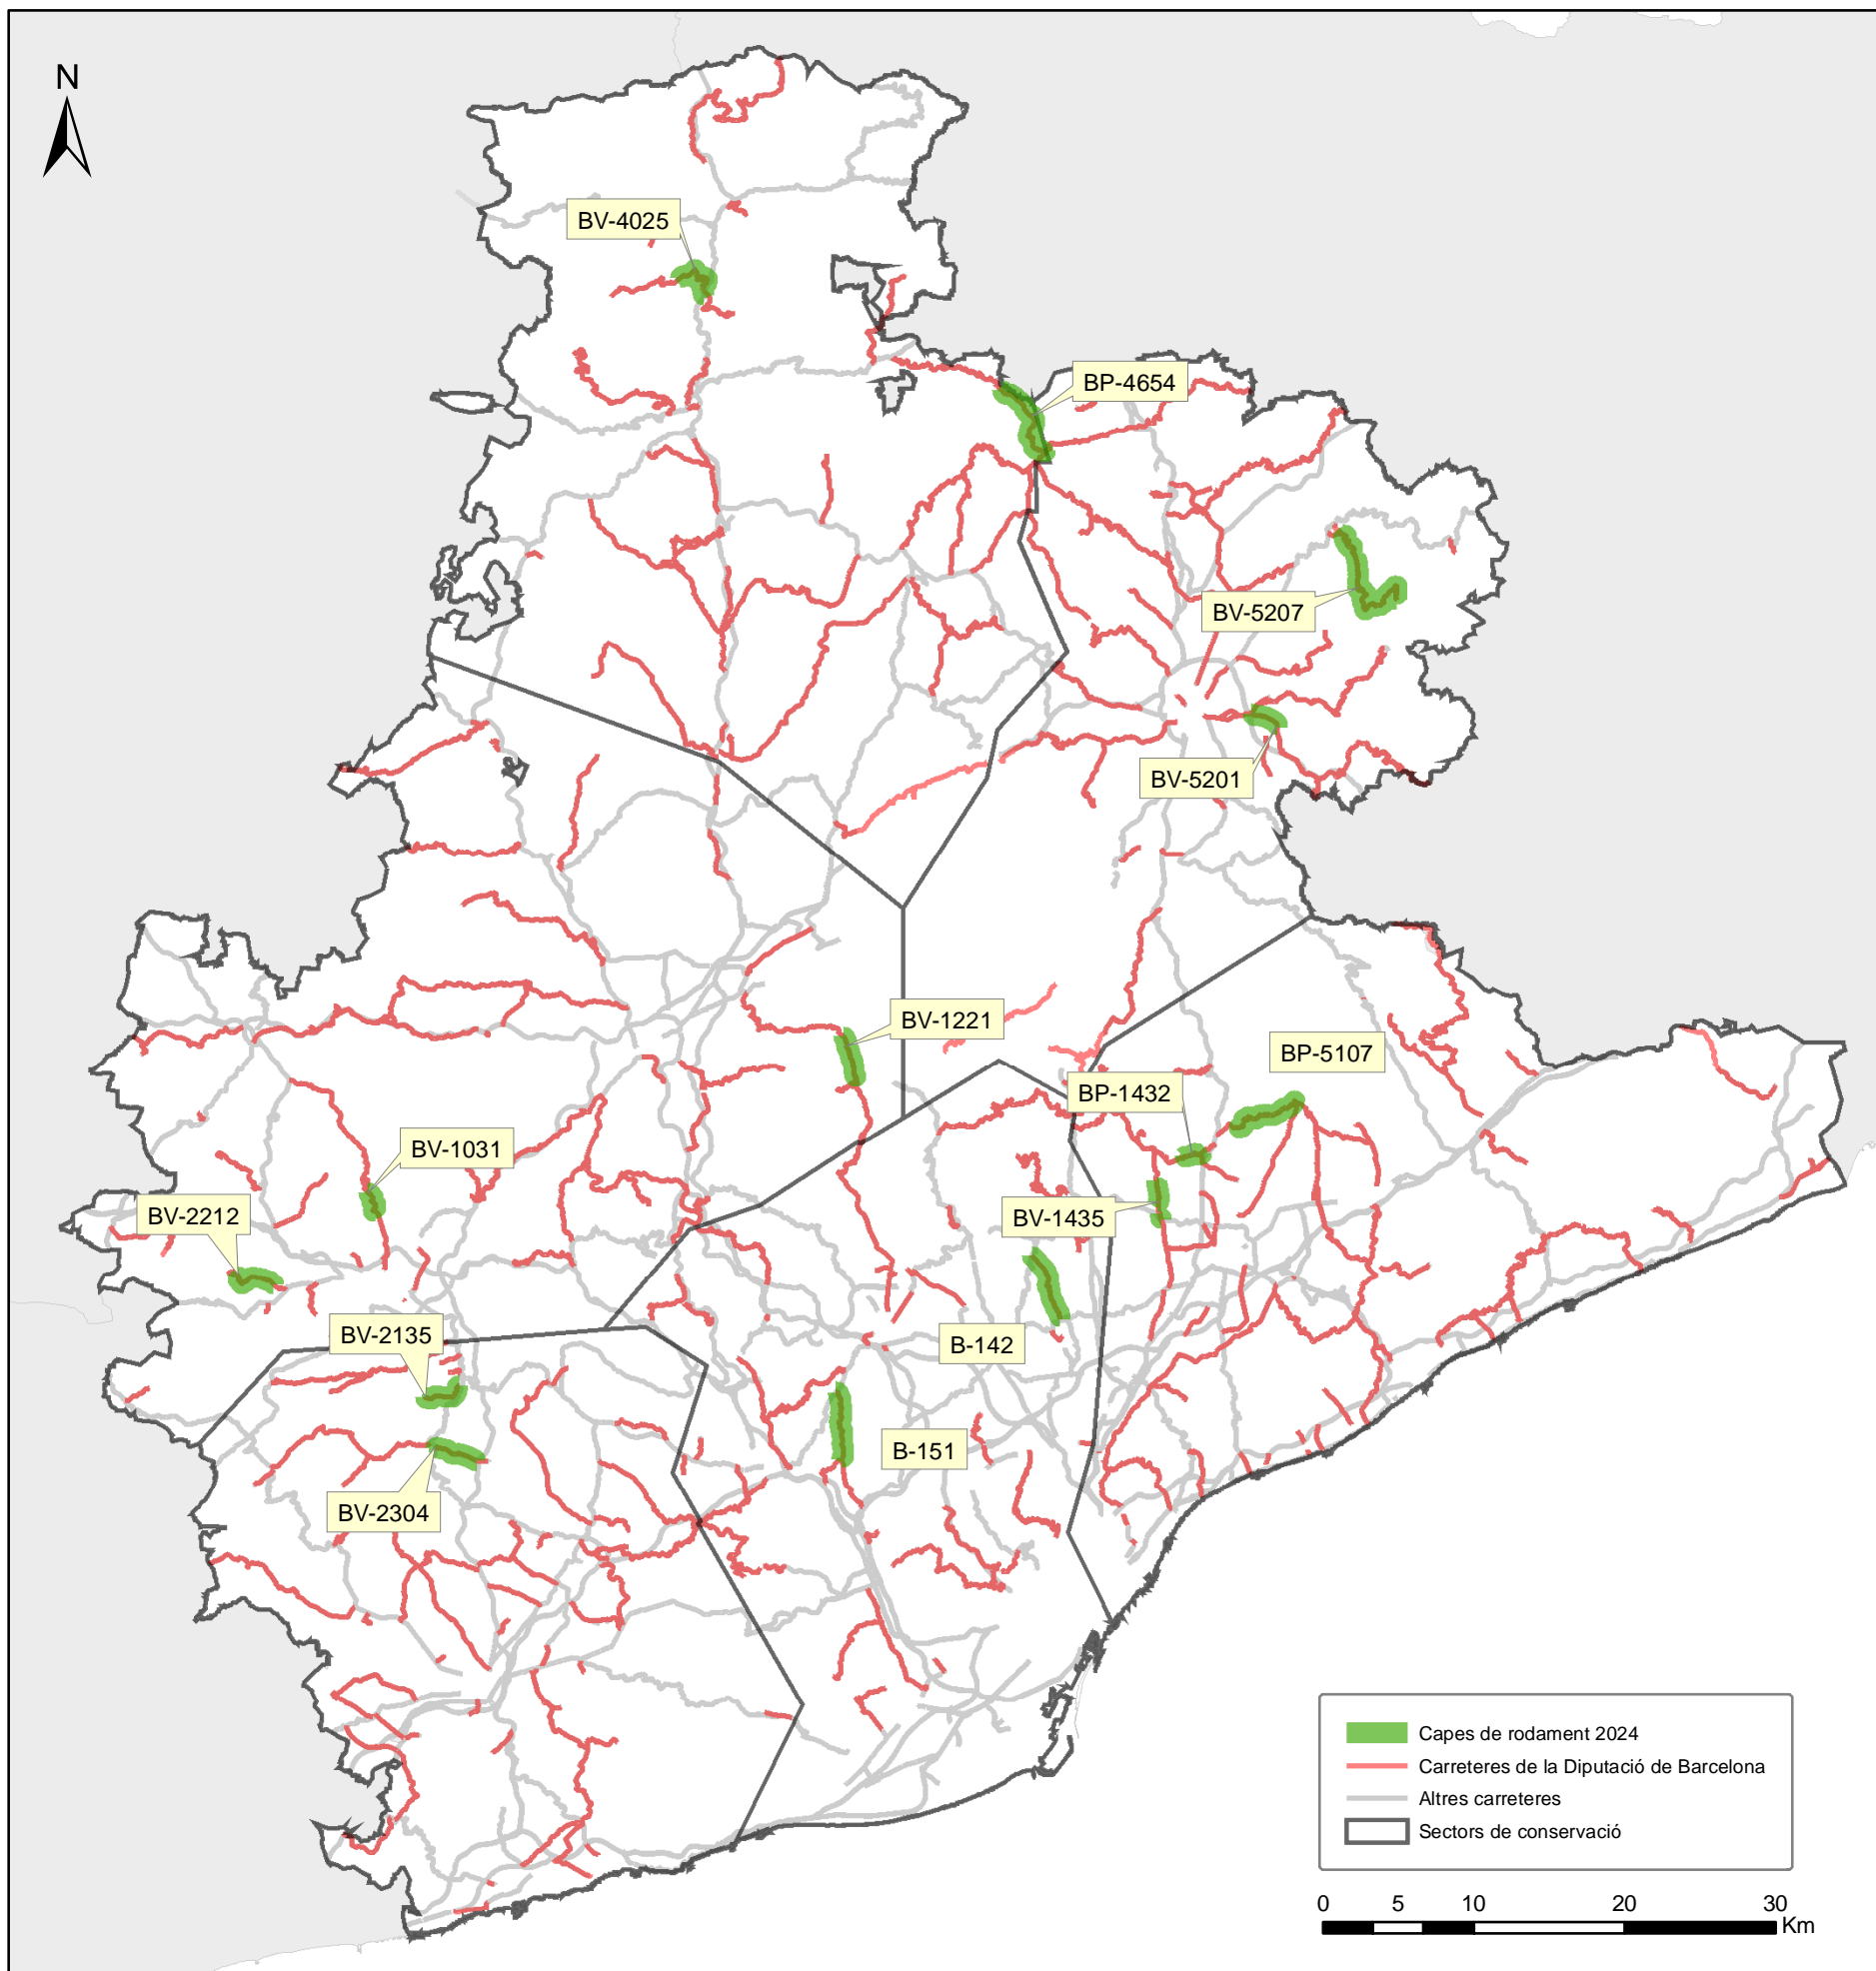 N
BV-4025
BP-4654
BV-5207
BV-5201
BV-1221
BP-5107
BP-1432
BV-1031
BV-2212
BV-1435
BV-2135
B-142
B-151
BV-2304
Capes de rodament 2024
Carreteres de la Diputació de Barcelona
Altres carreteres
Sectors de conservació
0 5 10 20 30
Km